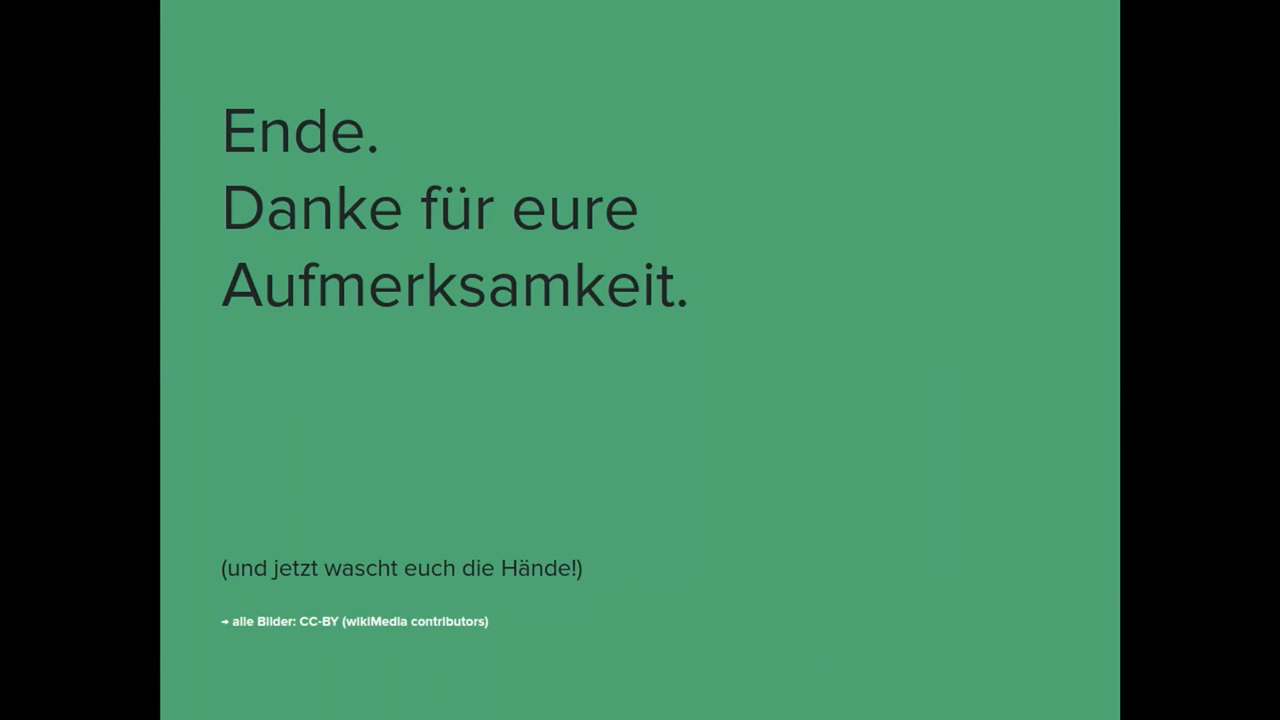 Ende.
Danke für eure
Aufmerksamkeit.
(und jetzt wascht euch die Hände!)
→ alle Bilder: CC-BY (wikiMedia contributors)